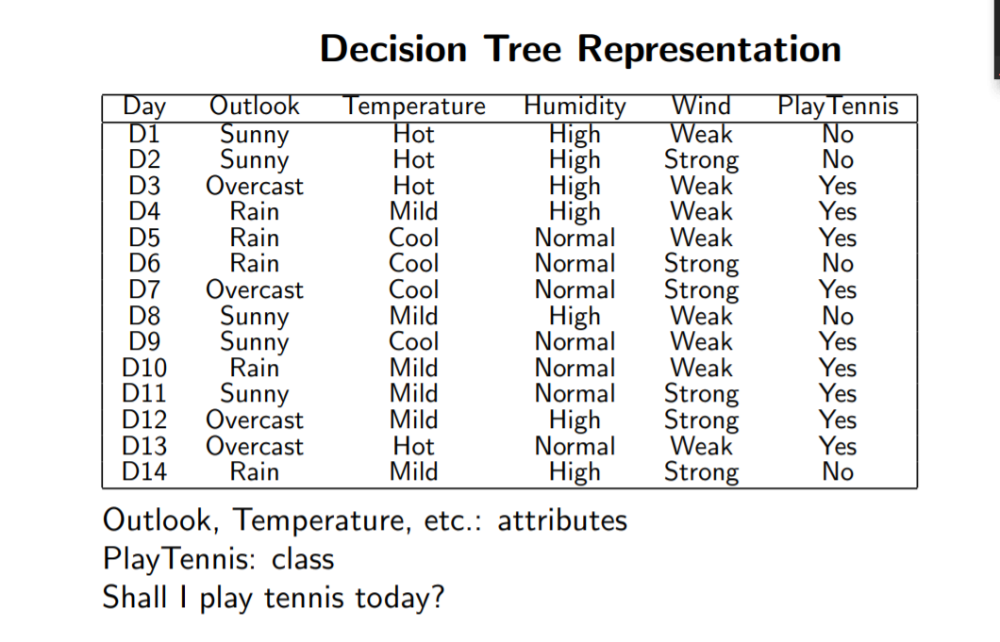 Decision Tree Representation
Day Outlook Temperature Humidity Wind PlayTennis
D1 Sunny Hot High Weak No
D2 Sunny Hot High Strong No
D3 Overcast Hot High Weak Yes
D4 Rain Mild High Weak Yes
D5 Rain Cool Normal Weak Yes
D6 Rain Cool Normal Strong No
D7 Overcast Cool Normal Strong Yes
D8 Sunny Mild High Weak No
D9 Sunny Cool Normal Weak Yes
D10 Rain Mild Normal Weak Yes
D11 Sunny Mild Normal Strong Yes
D12 Overcast Mild High Strong Yes
D13 Overcast Hot Normal Weak Yes
D14 Rain Mild High Strong No
Outlook, Temperature, etc.: attributes
PlayTennis: class
Shall I play tennis today?